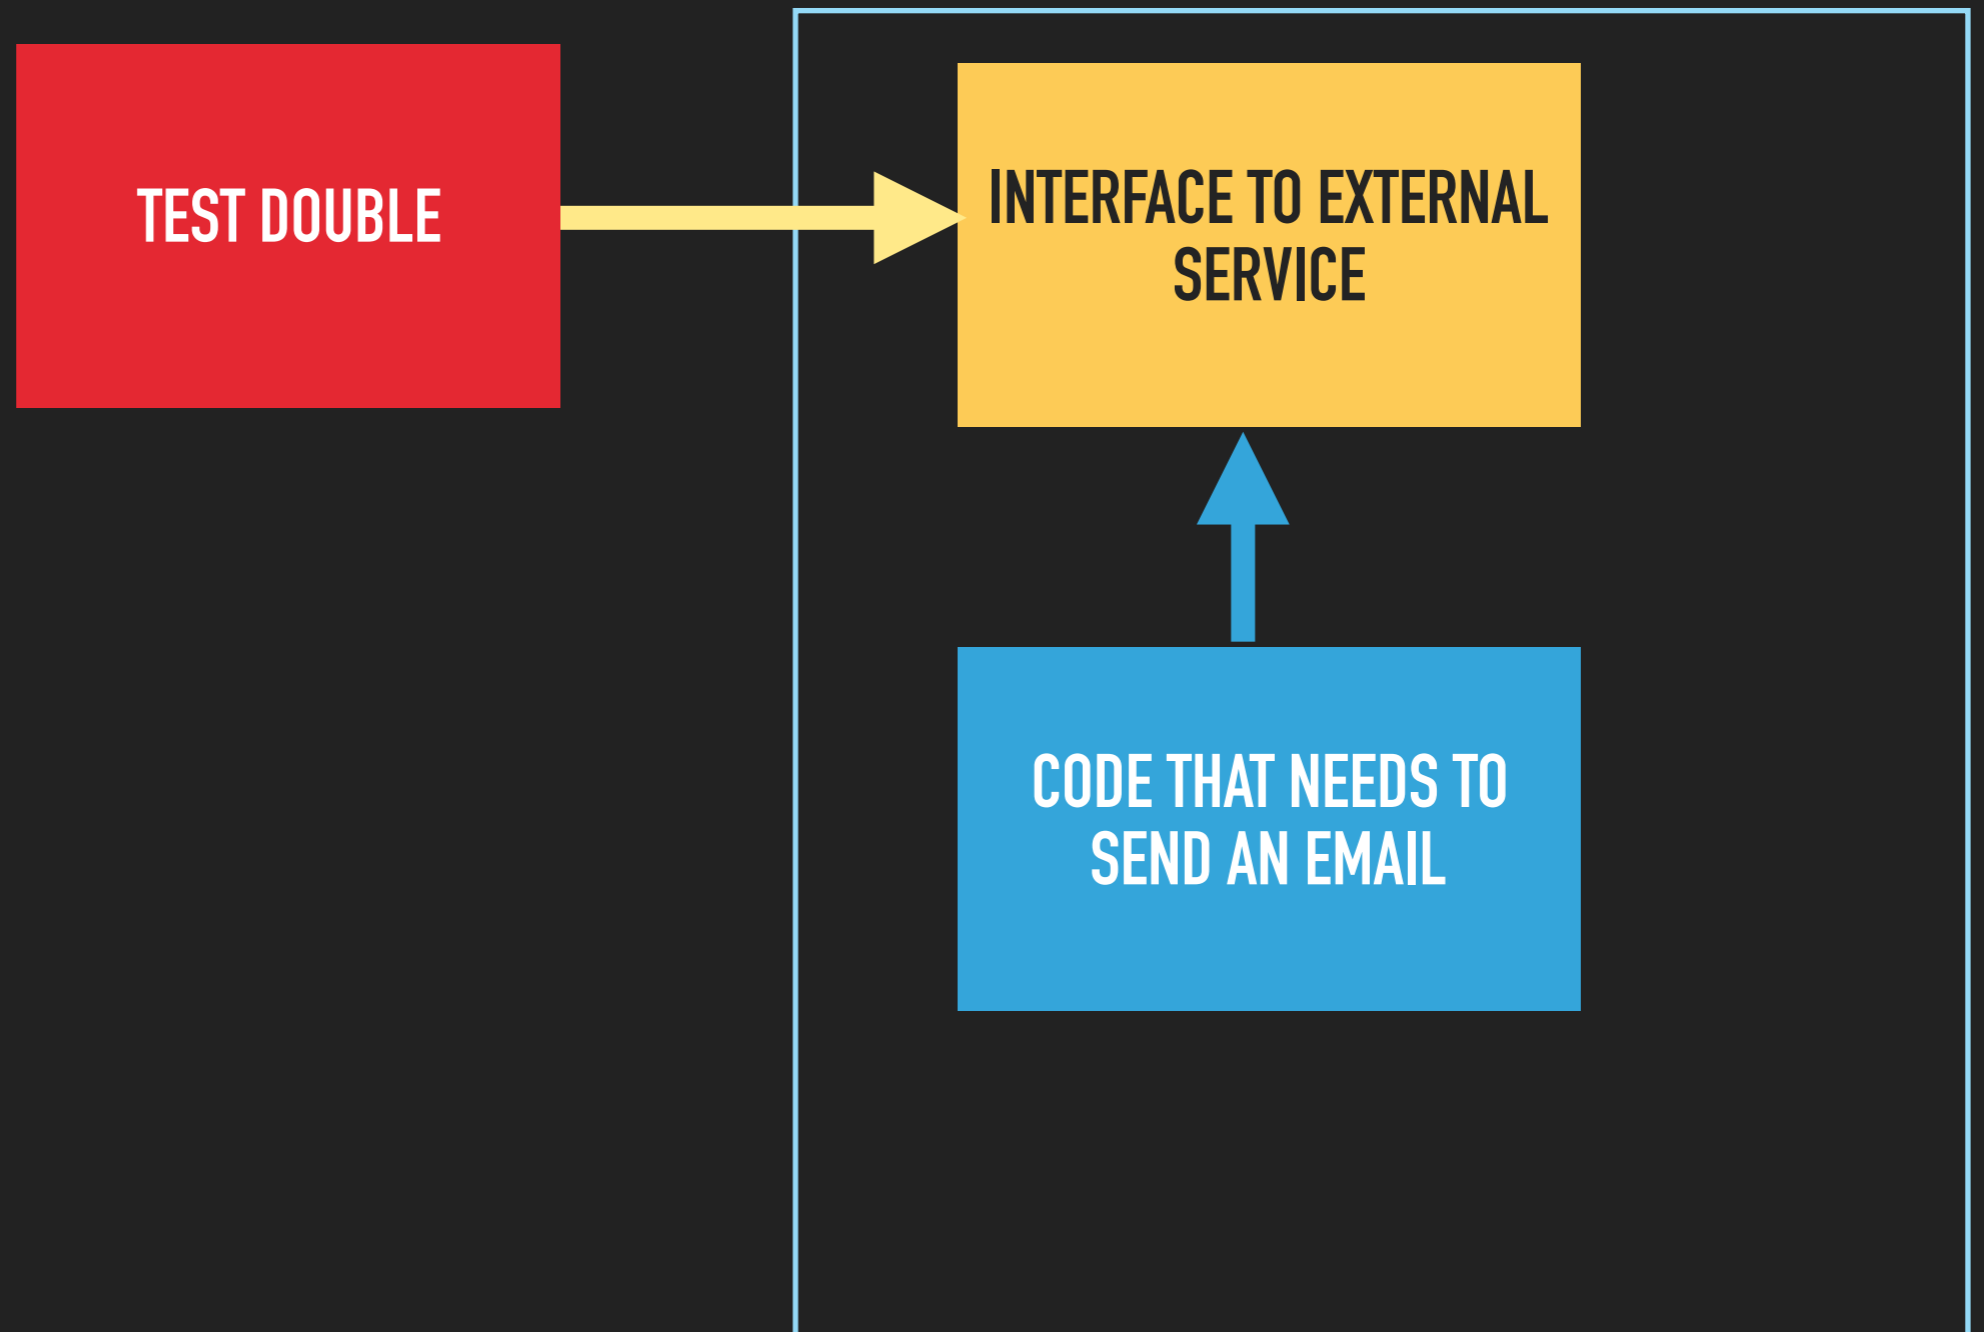 TEST DOUBLE
INTERFACE TO EXTERNAL
SERVICE
CODE THAT NEEDS TO
SEND AN EMAIL